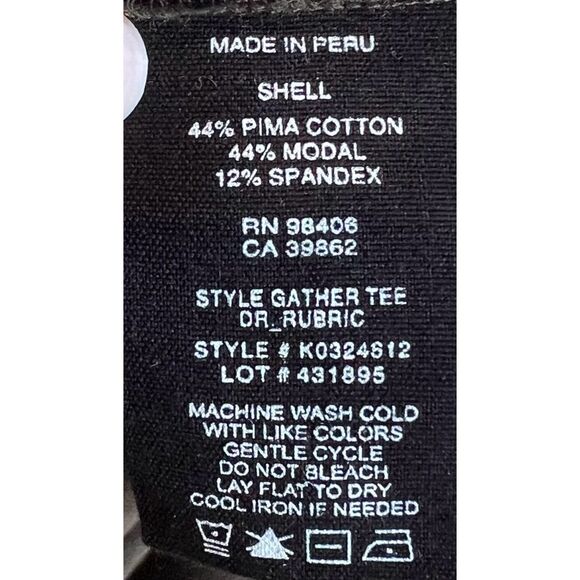 MADE IN PERU
SHELL
44% PIMA COTTON
44% MODAL
12% SPANDEX
RN 98406
CA 39862
STYLE GATHER TEE
DR_RUBRIC
STYLE # K0324612
LOT # 431895
MACHINE WASH COLD
WITH LIKE COLORS
GENTLE CYCLE
DO NOT BLEACH
LAY FLAT TO DRY
COOL IRON IF NEEDED